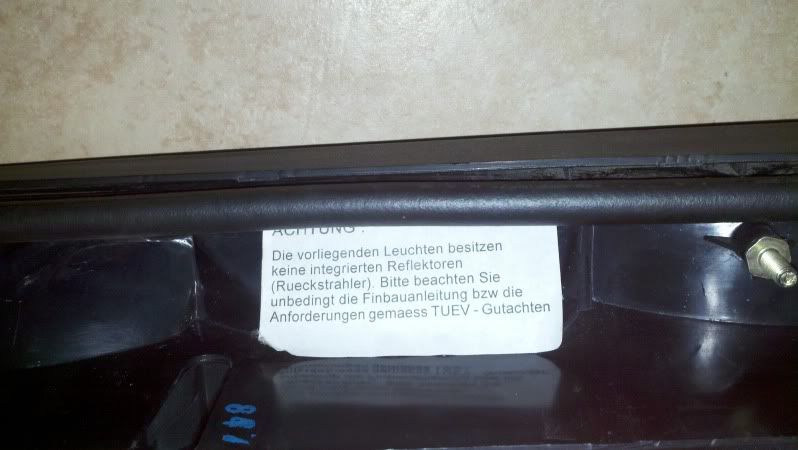 ACHTUNG :
Die vorliegenden Leuchten besitzen
keine integrierten Reflektoren
(Rueckstrahler). Bitte beachten Sie
unbedingt die Finbauanleitung bzw die
Anforderungen gemaess TUEV - Gutachten